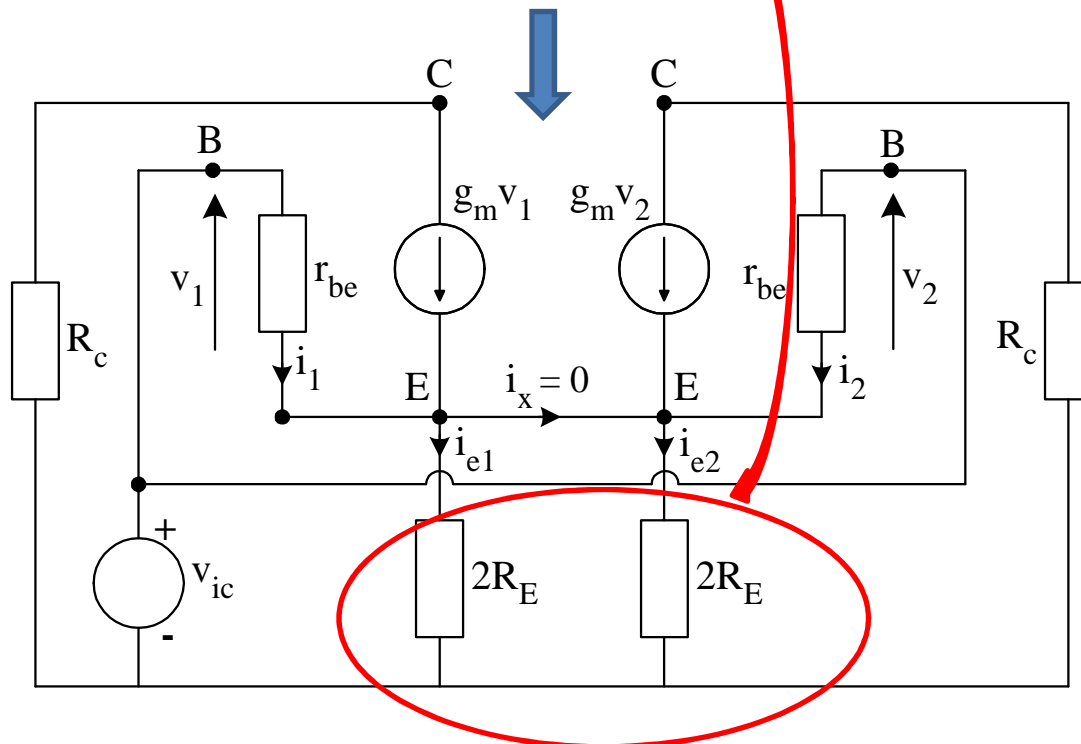 C C
B B
g_m v_1 g_m v_2
v_1 r_be r_be v_2
R_c R_c
i_1 E i_x = 0 E i_2
i_e1 i_e2
+
v_ic 2R_E 2R_E
-